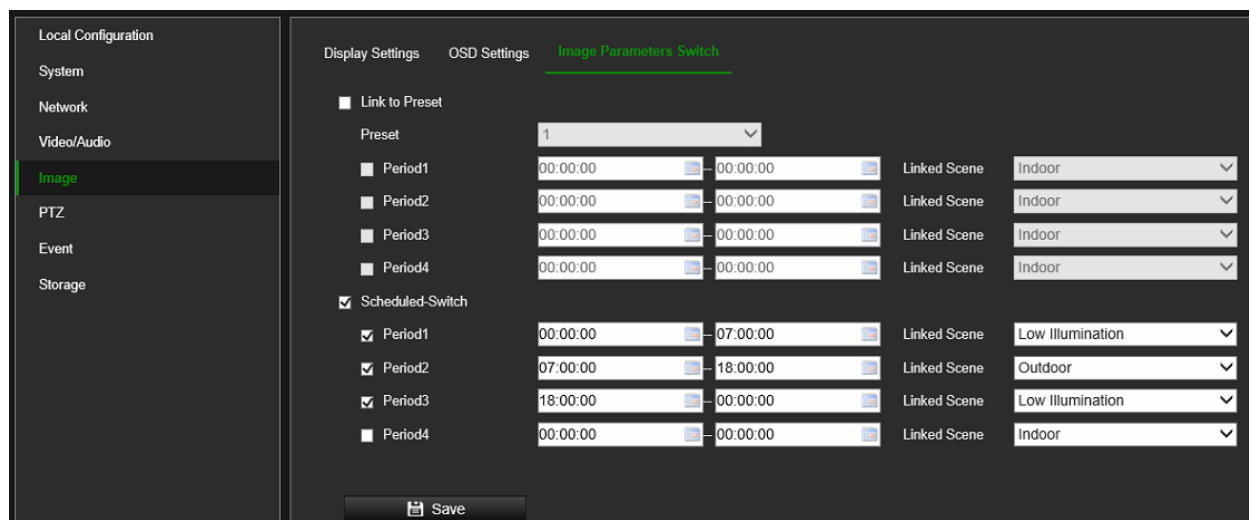 Local Configuration
System
Network
Video/Audio
Image
PTZ
Event
Storage
Display Settings OSD Settings Image Parameters Switch
Link to Preset
Preset 1
Period1 00:00:00 -- 00:00:00 Linked Scene Indoor
Period2 00:00:00 -- 00:00:00 Linked Scene Indoor
Period3 00:00:00 -- 00:00:00 Linked Scene Indoor
Period4 00:00:00 -- 00:00:00 Linked Scene Indoor
Scheduled-Switch
Period1 00:00:00 -- 07:00:00 Linked Scene Low Illumination
Period2 07:00:00 -- 18:00:00 Linked Scene Outdoor
Period3 18:00:00 -- 00:00:00 Linked Scene Low Illumination
Period4 00:00:00 -- 00:00:00 Linked Scene Indoor
Save